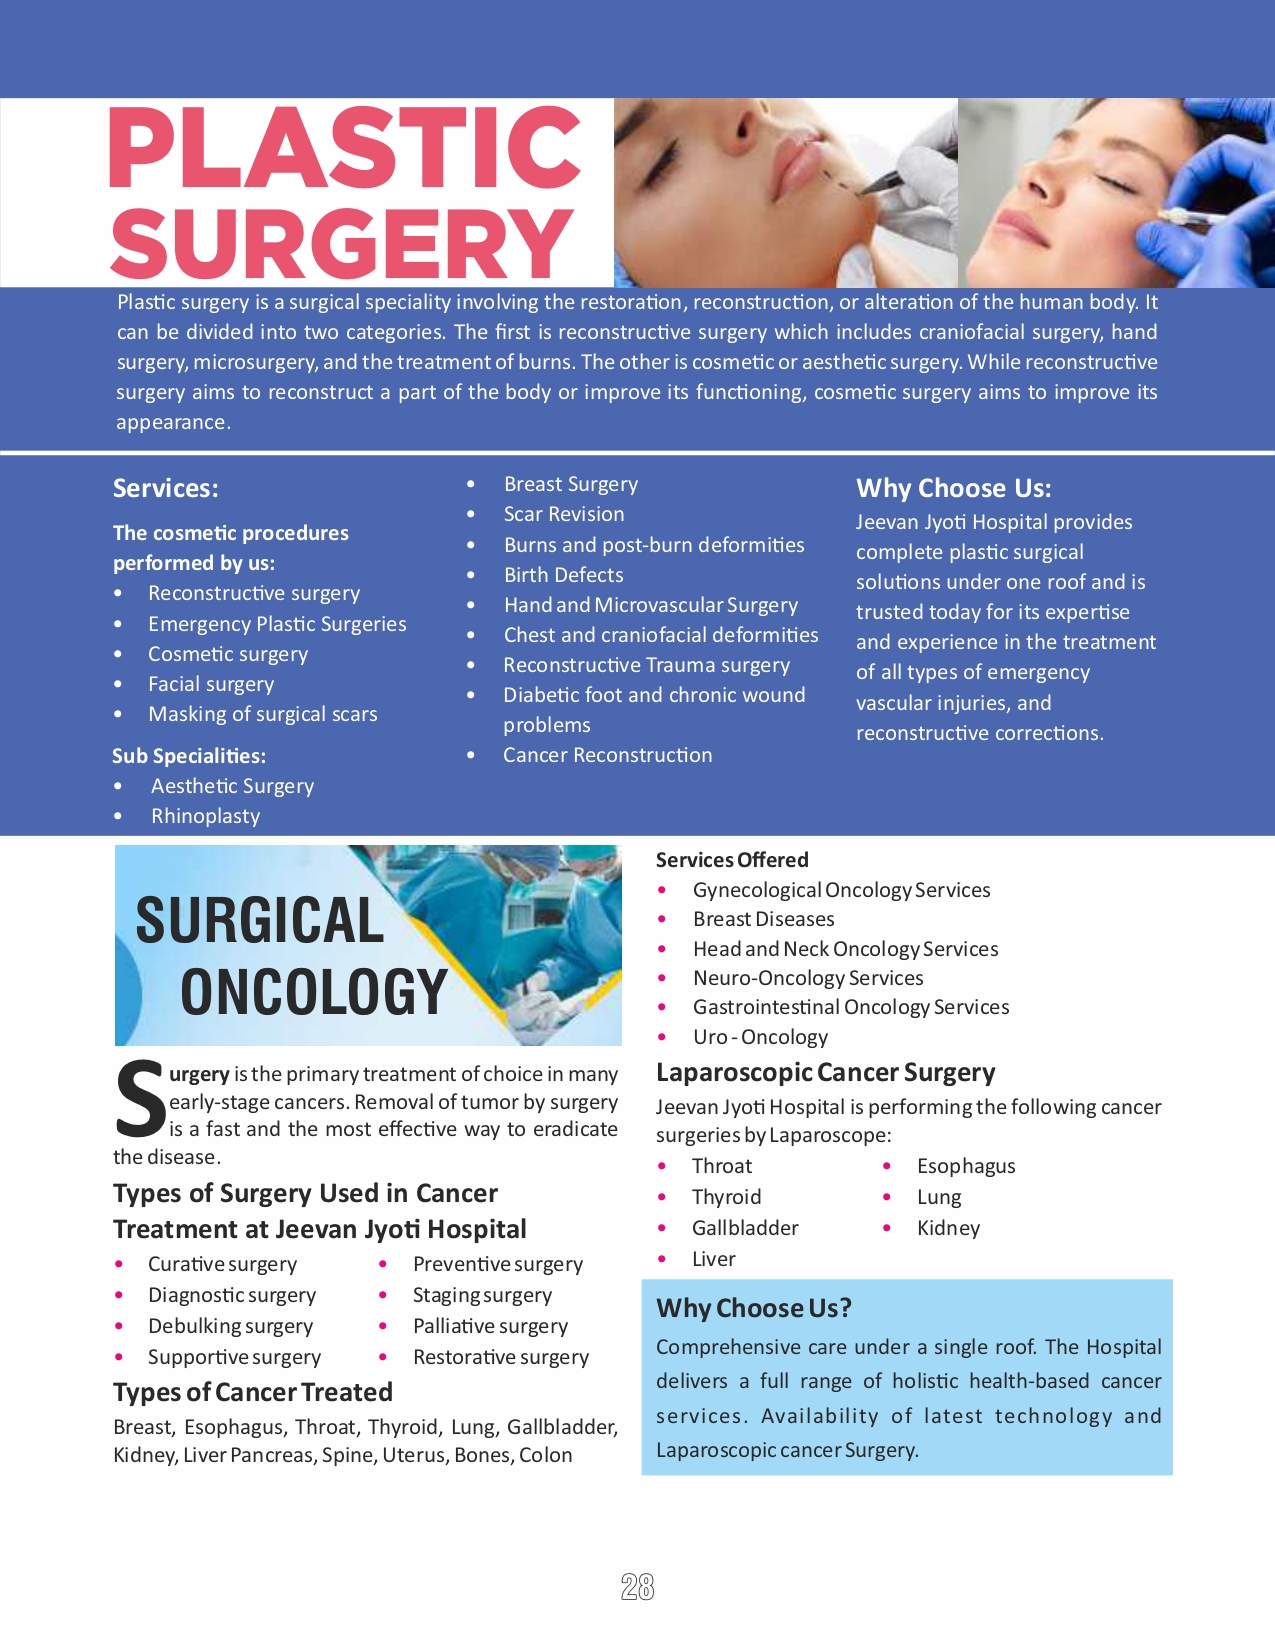 PLASTIC
SURGERY
Plastic surgery is a surgical speciality involving the restoration, reconstruction, or alteration of the human body. It
can be divided into two categories. The first is reconstructive surgery which includes craniofacial surgery, hand
surgery, microsurgery, and the treatment of burns. The other is cosmetic or aesthetic surgery. While reconstructive
surgery aims to reconstruct a part of the body or improve its functioning, cosmetic surgery aims to improve its
appearance.
Services:
The cosmetic procedures
performed by us:
• Reconstructive surgery
• Emergency Plastic Surgeries
• Cosmetic surgery
• Facial surgery
• Masking of surgical scars
Sub Specialities:
• Aesthetic Surgery
• Rhinoplasty
• Breast Surgery
• Scar Revision
• Burns and post-burn deformities
• Birth Defects
• Hand and Microvascular Surgery
• Chest and craniofacial deformities
• Reconstructive Trauma surgery
• Diabetic foot and chronic wound
problems
• Cancer Reconstruction
Why Choose Us:
Jeevan Jyoti Hospital provides
complete plastic surgical
solutions under one roof and is
trusted today for its expertise
and experience in the treatment
of all types of emergency
vascular injuries, and
reconstructive corrections.
SURGICAL
ONCOLOGY
Surgery is the primary treatment of choice in many
early-stage cancers. Removal of tumor by surgery
is a fast and the most effective way to eradicate
the disease.
Types of Surgery Used in Cancer
Treatment at Jeevan Jyoti Hospital
• Curative surgery
• Diagnostic surgery
• Debulking surgery
• Supportive surgery
• Preventive surgery
• Staging surgery
• Palliative surgery
• Restorative surgery
Types of Cancer Treated
Breast, Esophagus, Throat, Thyroid, Lung, Gallbladder,
Kidney, Liver Pancreas, Spine, Uterus, Bones, Colon
Services Offered
• Gynecological Oncology Services
• Breast Diseases
• Head and Neck Oncology Services
• Neuro-Oncology Services
• Gastrointestinal Oncology Services
• Uro - Oncology
Laparoscopic Cancer Surgery
Jeevan Jyoti Hospital is performing the following cancer
surgeries by Laparoscope:
• Throat
• Thyroid
• Gallbladder
• Liver
• Esophagus
• Lung
• Kidney
Why Choose Us?
Comprehensive care under a single roof. The Hospital
delivers a full range of holistic health-based cancer
services. Availability of latest technology and
Laparoscopic cancer Surgery.
28